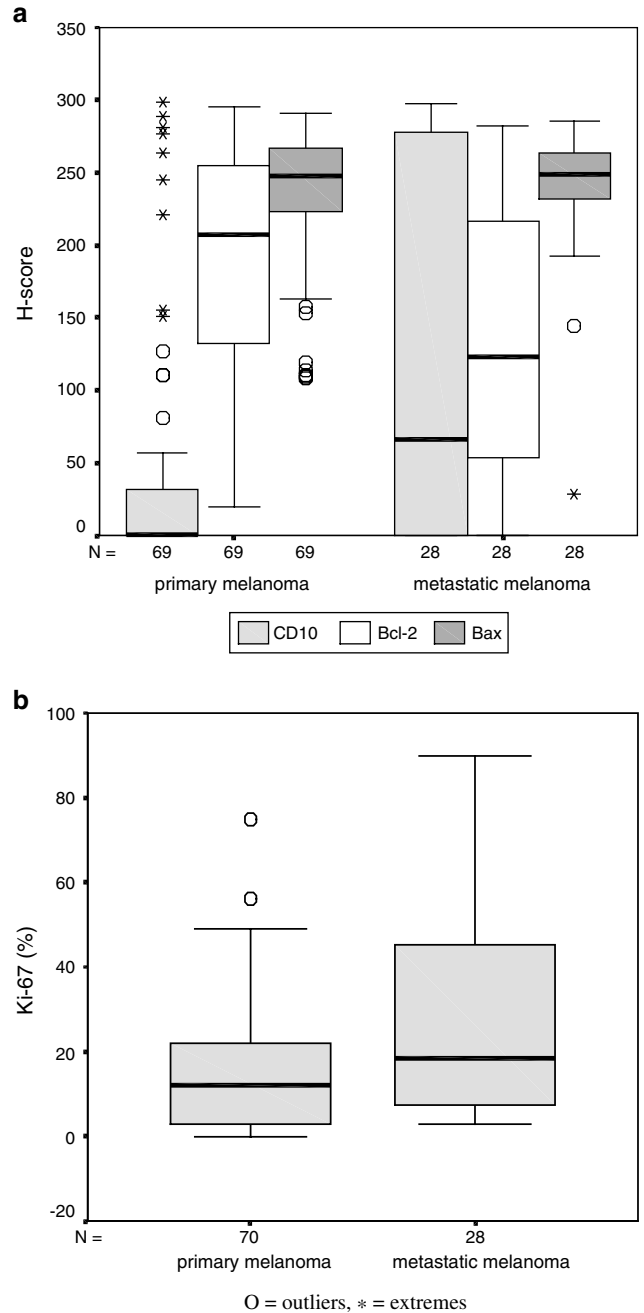 a
350
300
250
200
150
100
50
0
H-score
N = 69 69 69 28 28 28
primary melanoma metastatic melanoma
CD10 Bcl-2 Bax
b
100
80
60
40
20
0
-20
Ki-67 (%)
N = 70 28
primary melanoma metastatic melanoma
O = outliers, * = extremes